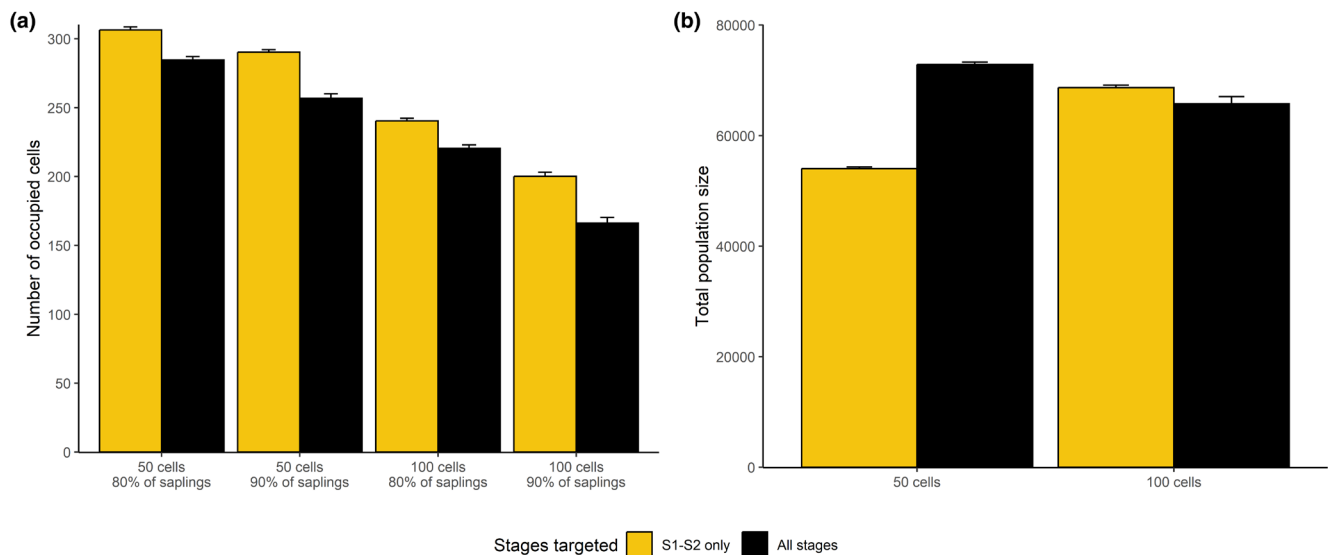 (a)
Number of occupied cells
300
250
200
150
100
50
0
50 cells
80% of saplings
50 cells
90% of saplings
100 cells
80% of saplings
100 cells
90% of saplings
(b)
Total population size
80000
60000
40000
20000
0
50 cells
100 cells
Stages targeted S1-S2 only All stages